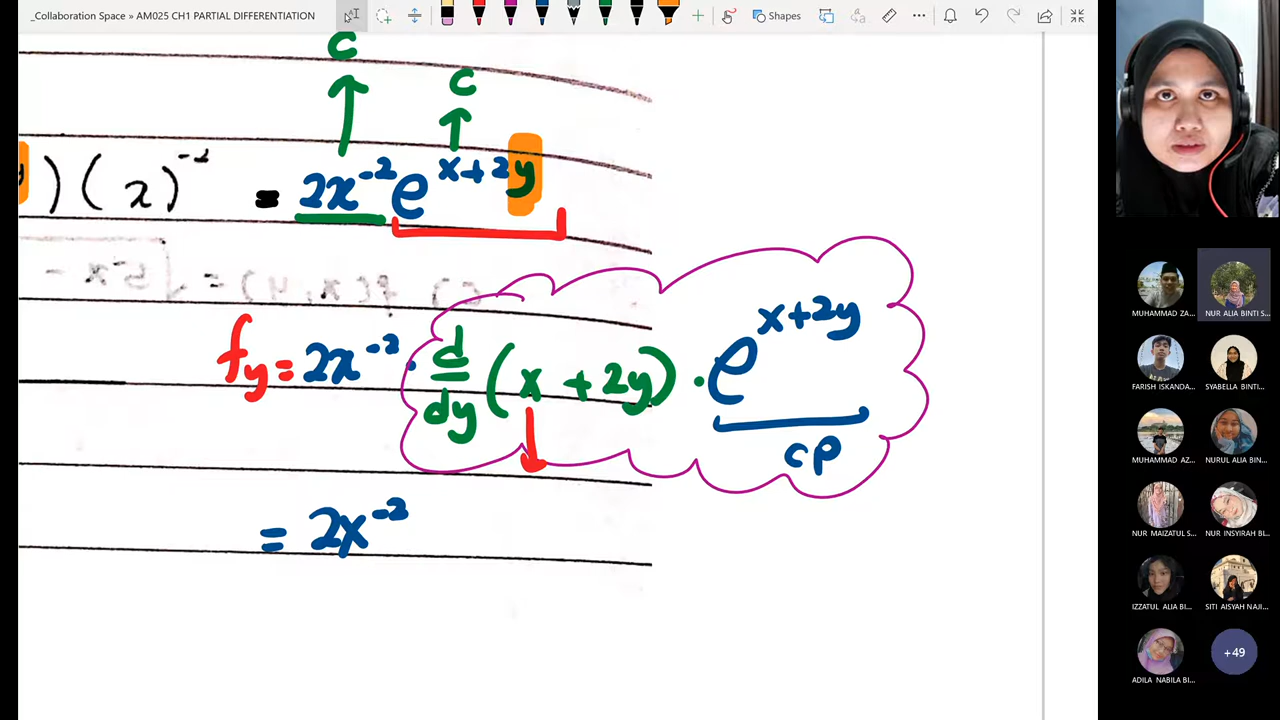 _Collaboration Space » AM025 CH1 PARTIAL DIFFERENTIATION
Shapes
c
c
)(x)⁻² = 2x⁻²e^(x+2y)
fy = 2x⁻² · d/dy (x + 2y) · e^(x+2y)
cp
= 2x⁻²
MUHAMMAD ZA...
NUR ALIA BINTI S...
FARISH ISKANDA...
SYABELLA BINTI...
MUHAMMAD AZ...
NURUL ALIA BIN...
NUR MAIZATUL S...
NUR INSYIRAH BI...
IZZATUL ALIA BI...
SITI AISYAH NAJI...
ADILA NABILA BI...
+49